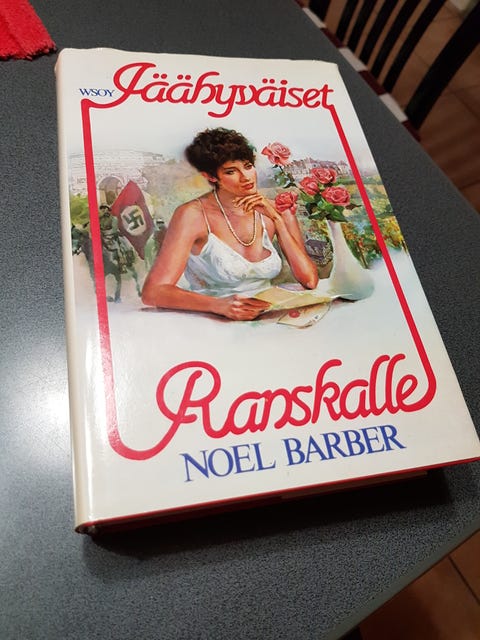 WSOY
Jäähyväiset
Ranskalle
NOEL BARBER